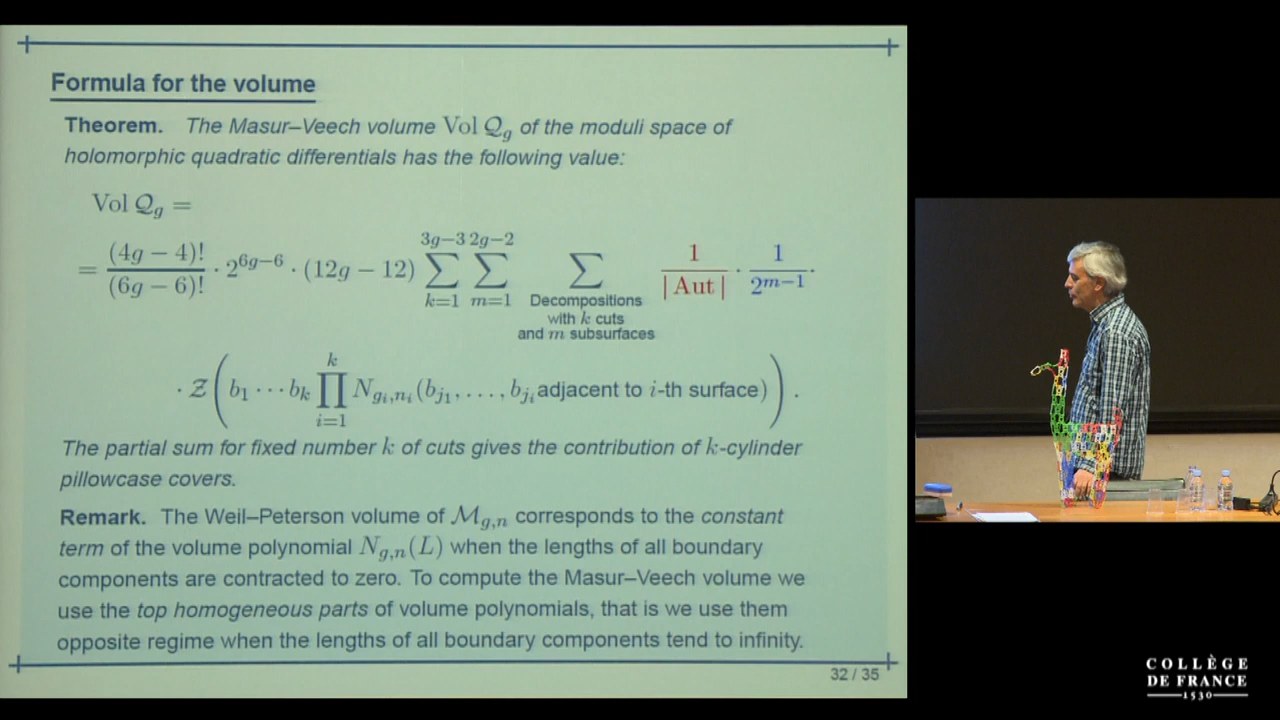 Formula for the volume
Theorem. The Masur–Veech volume Vol Q_g of the moduli space of
holomorphic quadratic differentials has the following value:
Vol Q_g =
= (4g − 4)! / (6g − 6)! · 2^{6g−6} · (12g − 12) ∑_{k=1}^{3g−3} ∑_{m=1}^{2g−2} ∑_{Decompositions with k cuts and m subsurfaces} 1/|Aut| · 1/2^{m−1} ·
· Z ( b_1 ⋯ b_k ∏_{i=1}^{k} N_{g_i,n_i}(b_{j_1}, …, b_{j_i} adjacent to i-th surface) ) .
The partial sum for fixed number k of cuts gives the contribution of k-cylinder
pillowcase covers.
Remark. The Weil–Peterson volume of M_{g,n} corresponds to the constant
term of the volume polynomial N_{g,n}(L) when the lengths of all boundary
components are contracted to zero. To compute the Masur–Veech volume we
use the top homogeneous parts of volume polynomials, that is we use them
opposite regime when the lengths of all boundary components tend to infinity.
32 / 35
COLLÈGE
DE FRANCE
1530